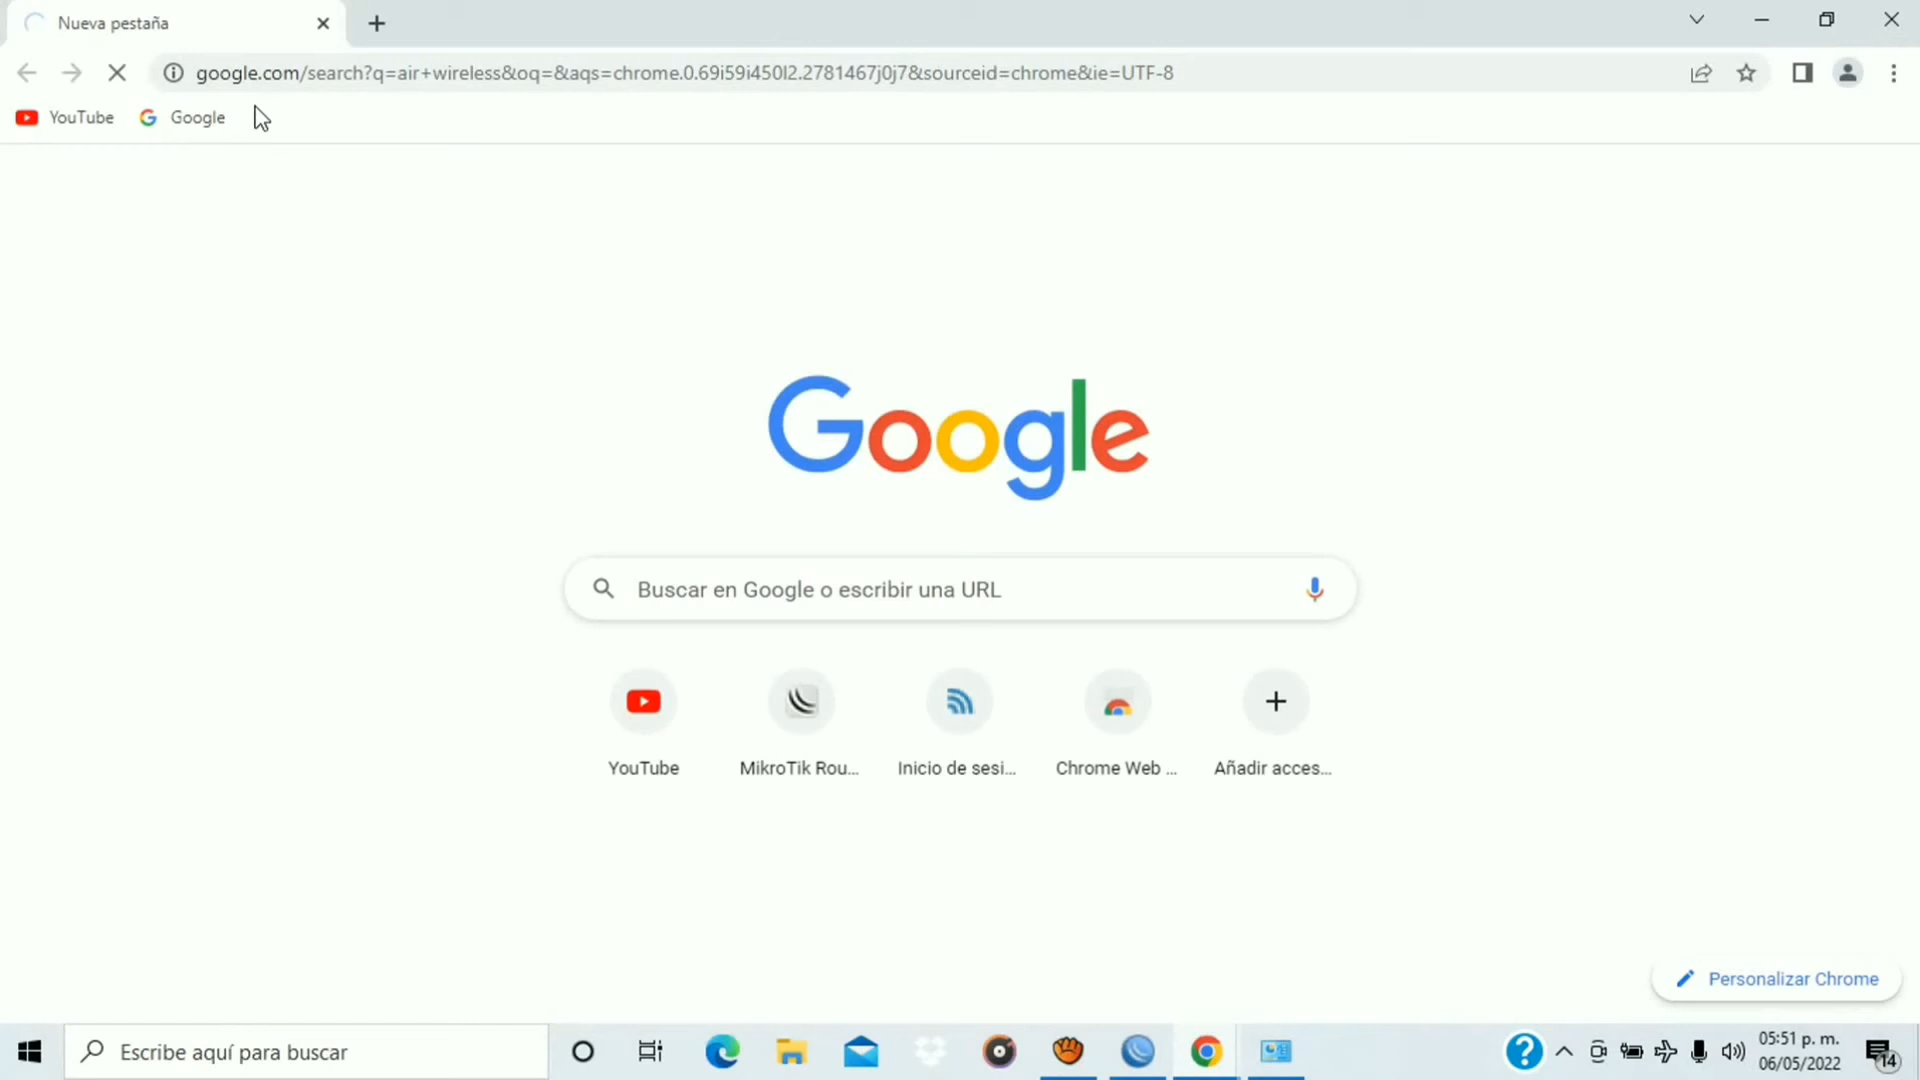 Nueva pestaña
google.com/search?q=air+wireless&oq=&aqs=chrome.0.69i59i450l2.2781467j0j7&sourceid=chrome&ie=UTF-8
YouTube Google
Google
Buscar en Google o escribir una URL
YouTube MikroTik Rou... Inicio de sesi... Chrome Web ... Añadir acces...
Personalizar Chrome
Escribe aquí para buscar
05:51 p. m.
06/05/2022
14